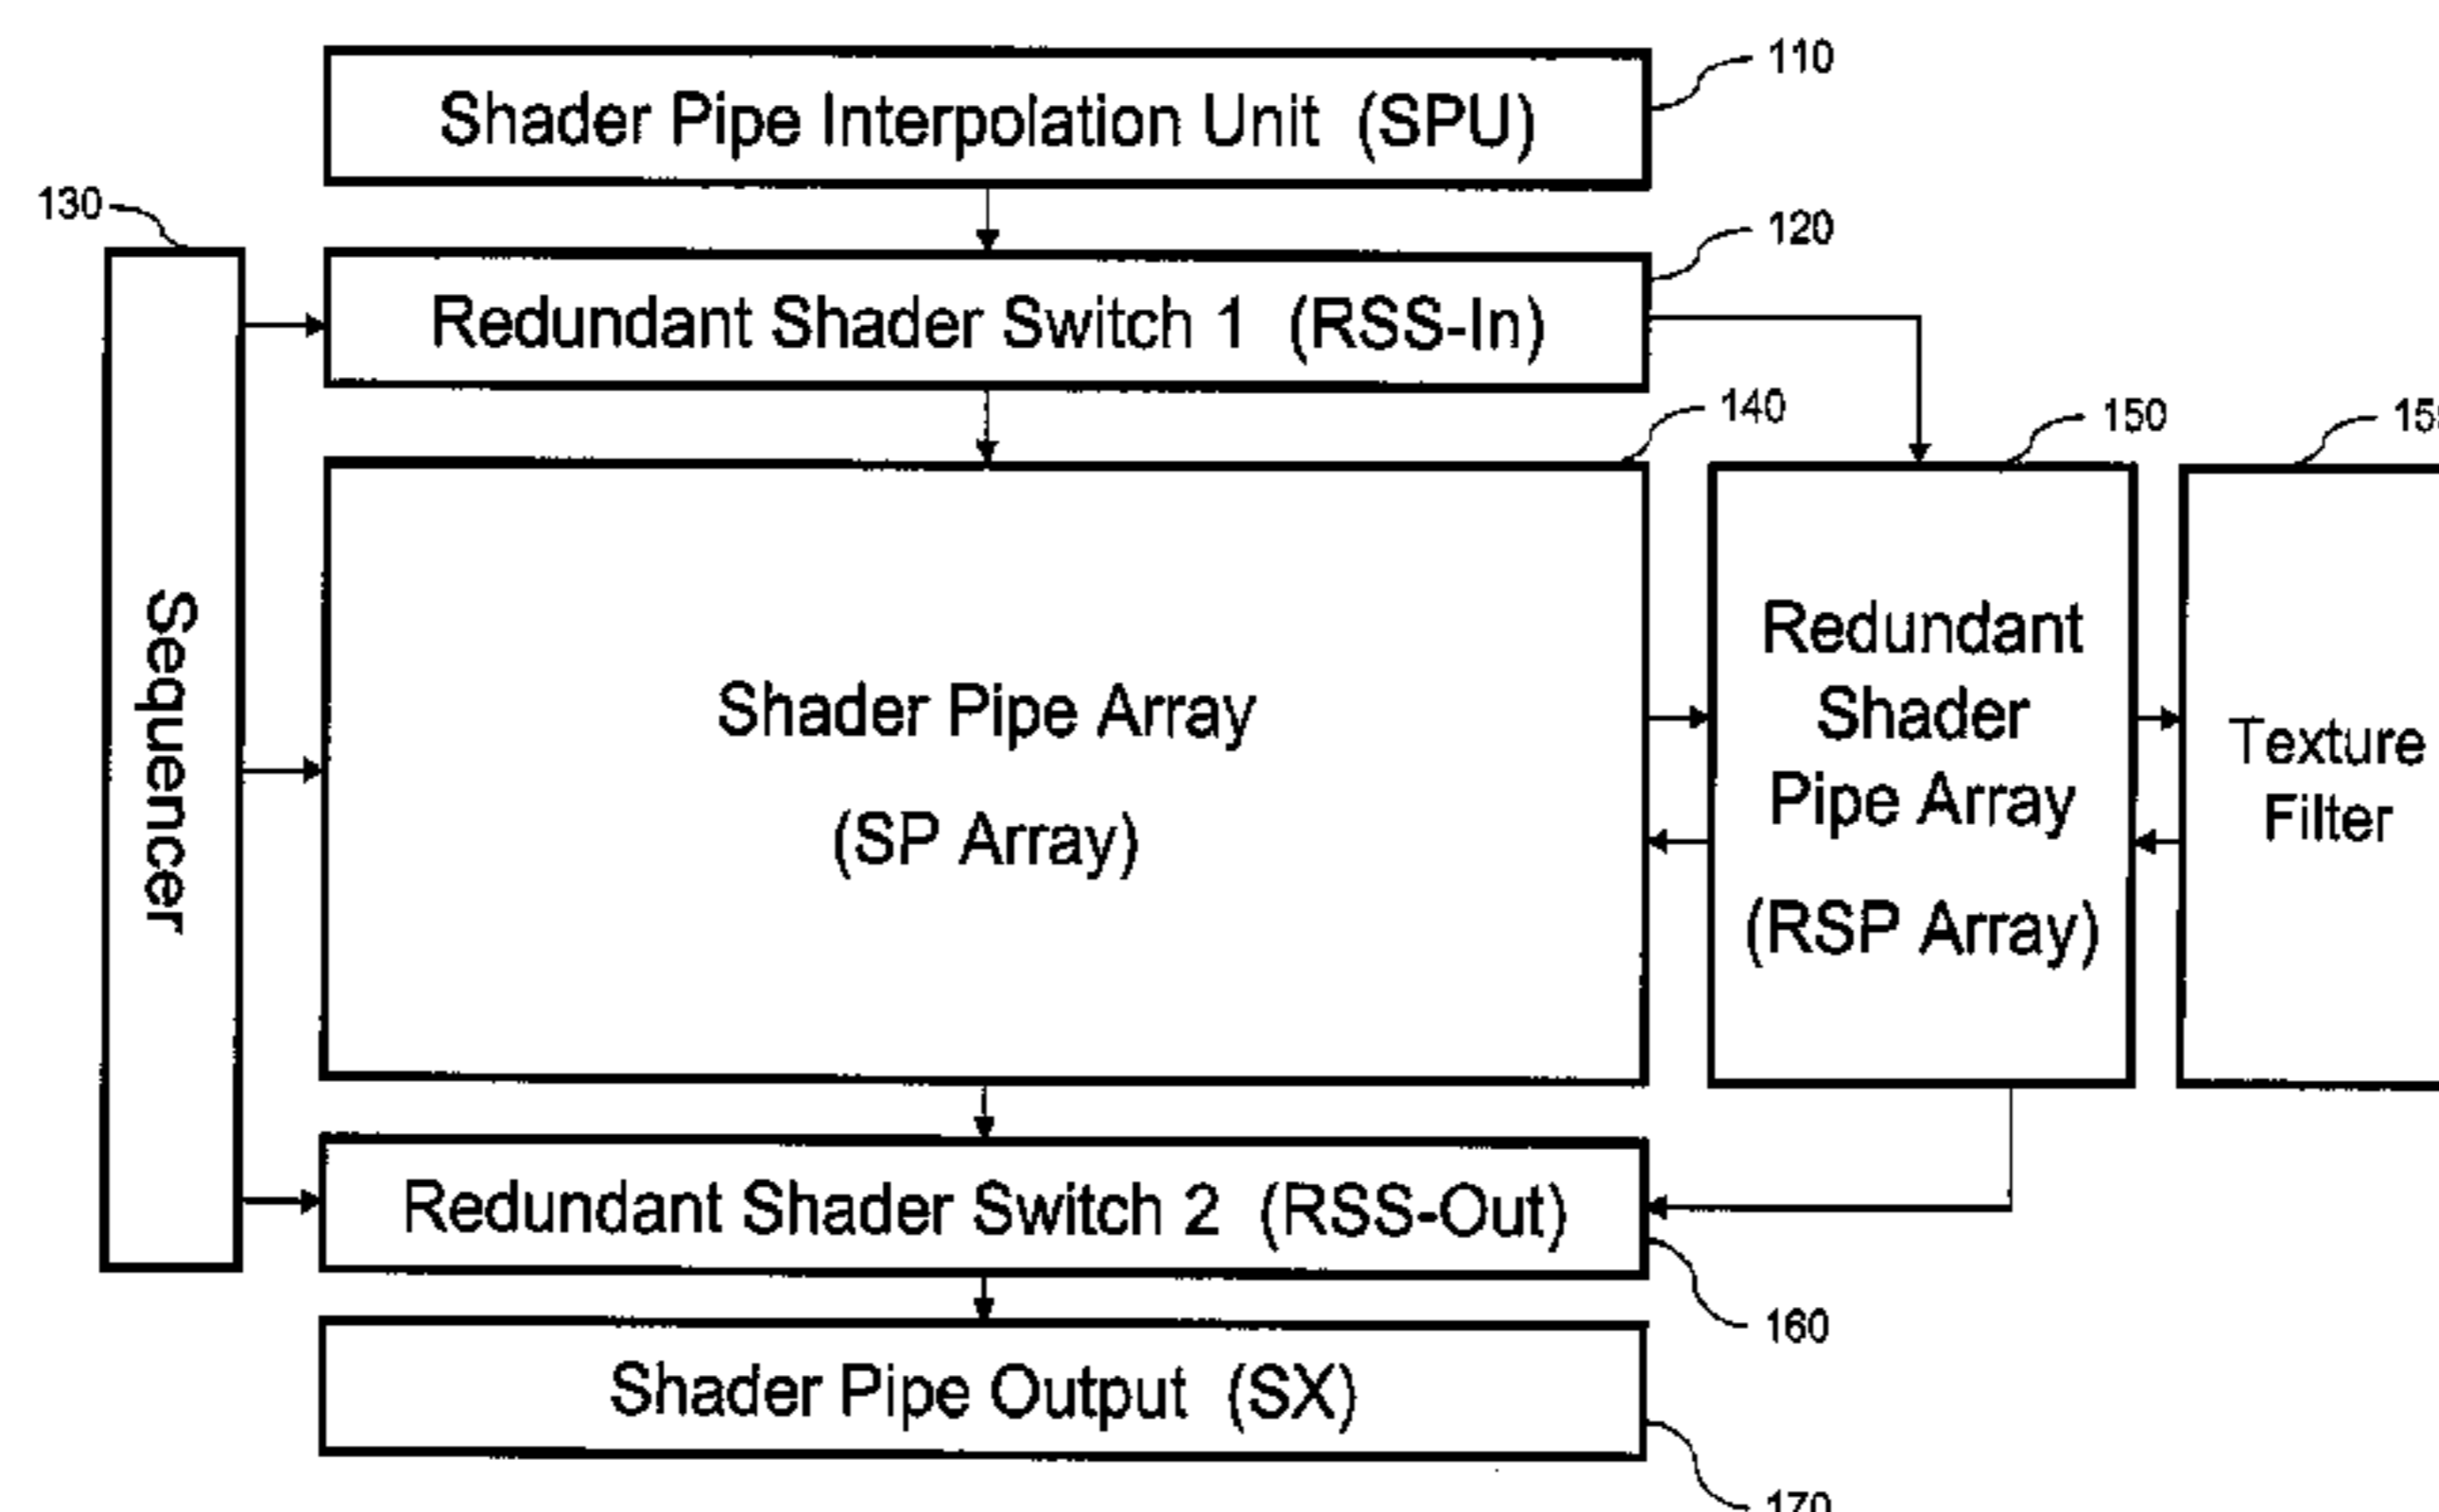 110
Shader Pipe Interpolation Unit (SPU)
130
120
Redundant Shader Switch 1 (RSS-In)
140
150
Sequencer
Shader Pipe Array
(SP Array)
Redundant
Shader
Pipe Array
(RSP Array)
Texture
Filter
Redundant Shader Switch 2 (RSS-Out)
160
Shader Pipe Output (SX)
170